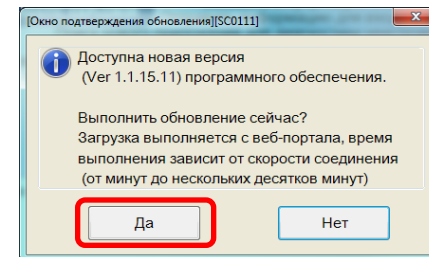 [Окно подтверждения обновления][SC0111]
Доступна новая версия
(Ver 1.1.15.11) программного обеспечения.
Выполнить обновление сейчас?
Загрузка выполняется с веб-портала, время
выполнения зависит от скорости соединения
(от минут до нескольких десятков минут)
Да
Нет